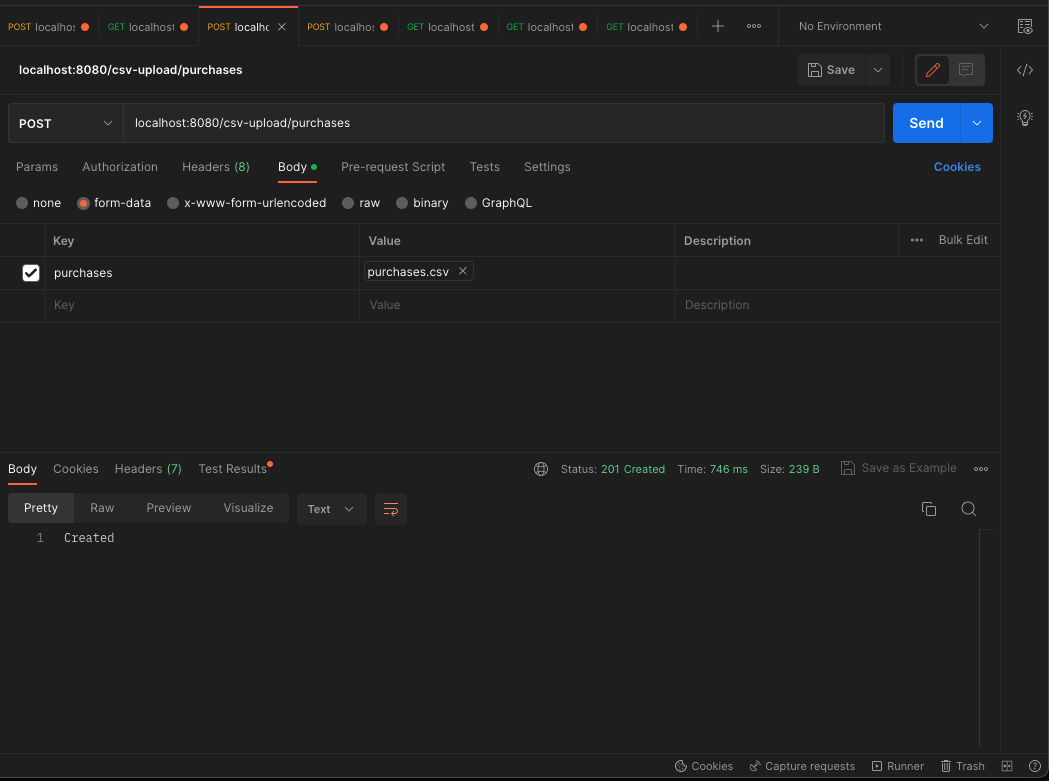 POST localhos GET localhost POST localho POST localhos GET localhost GET localhost GET localhost No Environment
localhost:8080/csv-upload/purchases Save
POST localhost:8080/csv-upload/purchases Send
Params Authorization Headers (8) Body Pre-request Script Tests Settings Cookies
none form-data x-www-form-urlencoded raw binary GraphQL
Key Value Description Bulk Edit
purchases purchases.csv
Key Value Description
Body Cookies Headers (7) Test Results Status: 201 Created Time: 746 ms Size: 239 B Save as Example
Pretty Raw Preview Visualize Text
1 Created
Cookies Capture requests Runner Trash